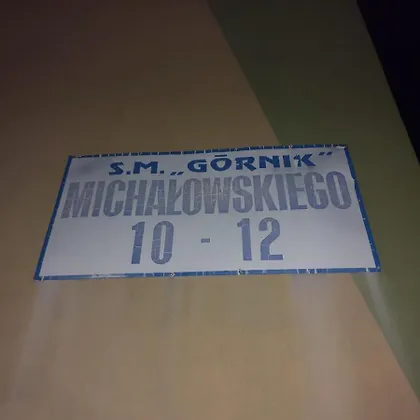 S.M. „GÓRNIK”
MICHAŁOWSKIEGO
10 - 12